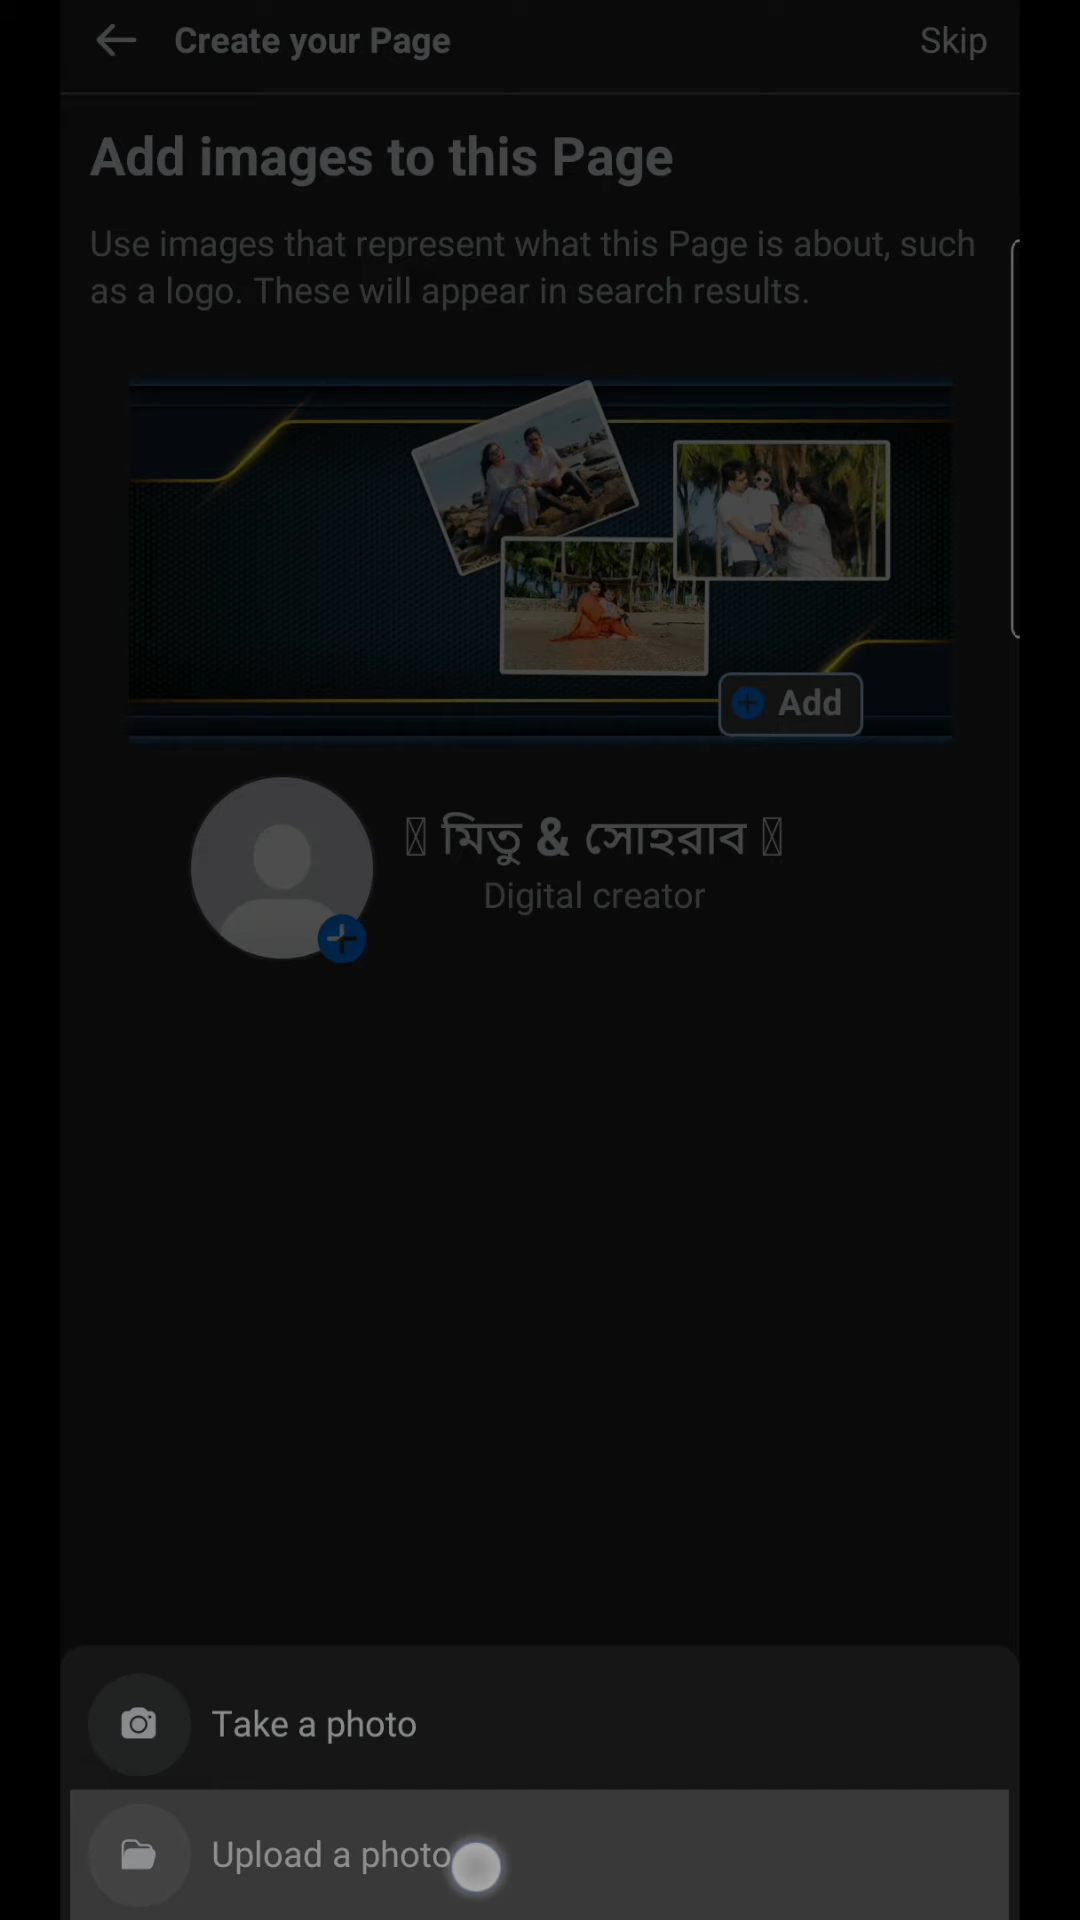 Create your Page
Skip
Add images to this Page
Use images that represent what this Page is about, such
as a logo. These will appear in search results.
Add
মিতু & সোহরাব
Digital creator
Take a photo
Upload a photo